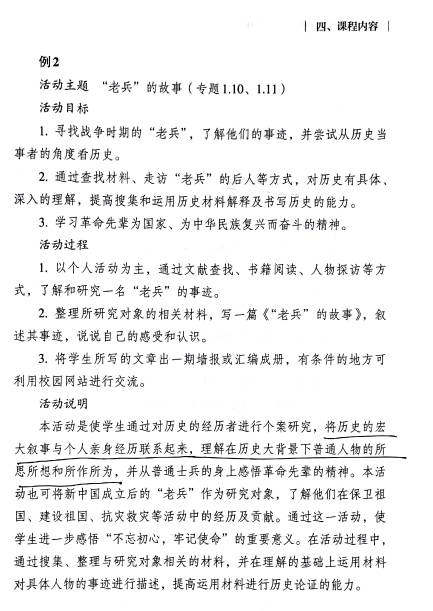 | 四、课程内容 |
例2
活动主题 “老兵”的故事（专题1.10、1.11）
活动目标
1. 寻找战争时期的“老兵”，了解他们的事迹，并尝试从历史当
事者的角度看历史。
2. 通过查找材料、走访“老兵”的后人等方式，对历史有具体、
深入的理解，提高搜集和运用历史材料解释及书写历史的能力。
3. 学习革命先辈为国家、为中华民族复兴而奋斗的精神。
活动过程
1. 以个人活动为主，通过文献查找、书籍阅读、人物探访等方
式，了解和研究一名“老兵”的事迹。
2. 整理所研究对象的相关材料，写一篇《“老兵”的故事》，叙
述其事迹，说说自己的感受和认识。
3. 将学生所写的文章出一期墙报或汇编成册，有条件的地方可
利用校园网站进行交流。
活动说明
本活动是使学生通过对历史的经历者进行个案研究，将历史的宏
大叙事与个人亲身经历联系起来，理解在历史大背景下普通人物的所
思所想和所作所为，并从普通士兵的身上感悟革命先辈的精神。本活
动也可将新中国成立后的“老兵”作为研究对象，了解他们在保卫祖
国、建设祖国、抗灾救灾等活动中的经历及贡献。通过这一活动，使
学生进一步感悟“不忘初心，牢记使命”的重要意义。在活动过程中，
通过搜集、整理与研究对象相关的材料，并在理解的基础上运用材料
对具体人物的事迹进行描述，提高运用材料进行历史论证的能力。